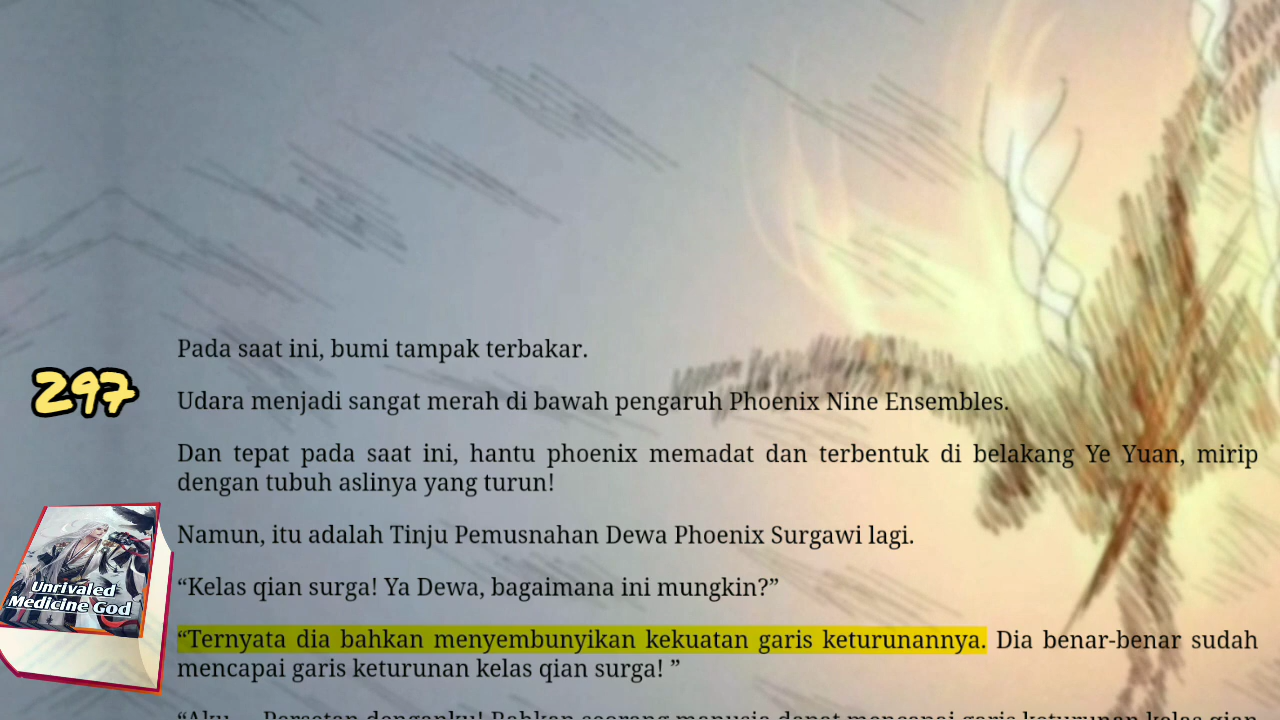 Pada saat ini, bumi tampak terbakar.
297
Udara menjadi sangat merah di bawah pengaruh Phoenix Nine Ensembles.
Dan tepat pada saat ini, hantu phoenix memadat dan terbentuk di belakang Ye Yuan, mirip
dengan tubuh aslinya yang turun!
Namun, itu adalah Tinju Pemusnahan Dewa Phoenix Surgawi lagi.
“Kelas qian surga! Ya Dewa, bagaimana ini mungkin?”
Unrivaled
Medicine God
“Ternyata dia bahkan menyembunyikan kekuatan garis keturunannya. Dia benar-benar sudah
mencapai garis keturunan kelas qian surga! ”